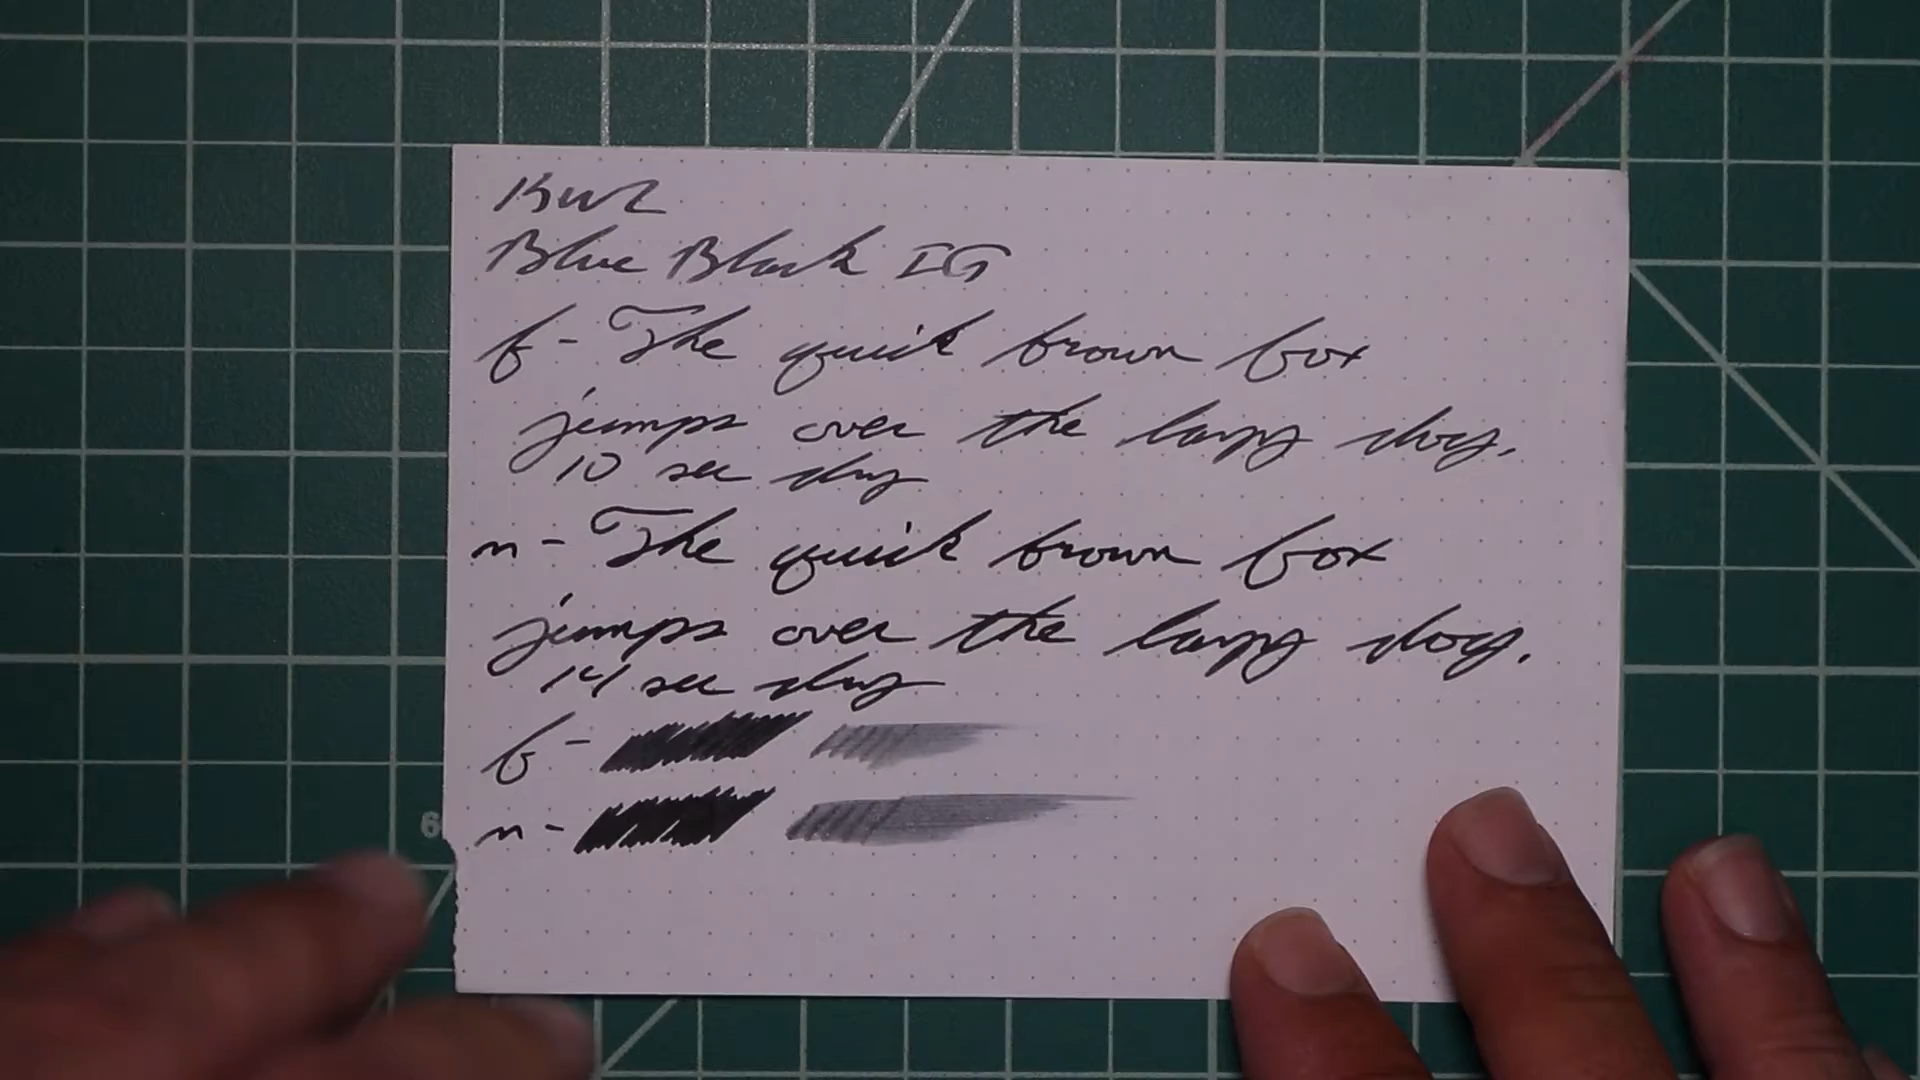 KWZ
Blue Black IG
f - The quick brown fox
jumps over the lazy dog.
10 sec dry
m - The quick brown fox
jumps over the lazy dog.
14 sec dry
f -
m -
6